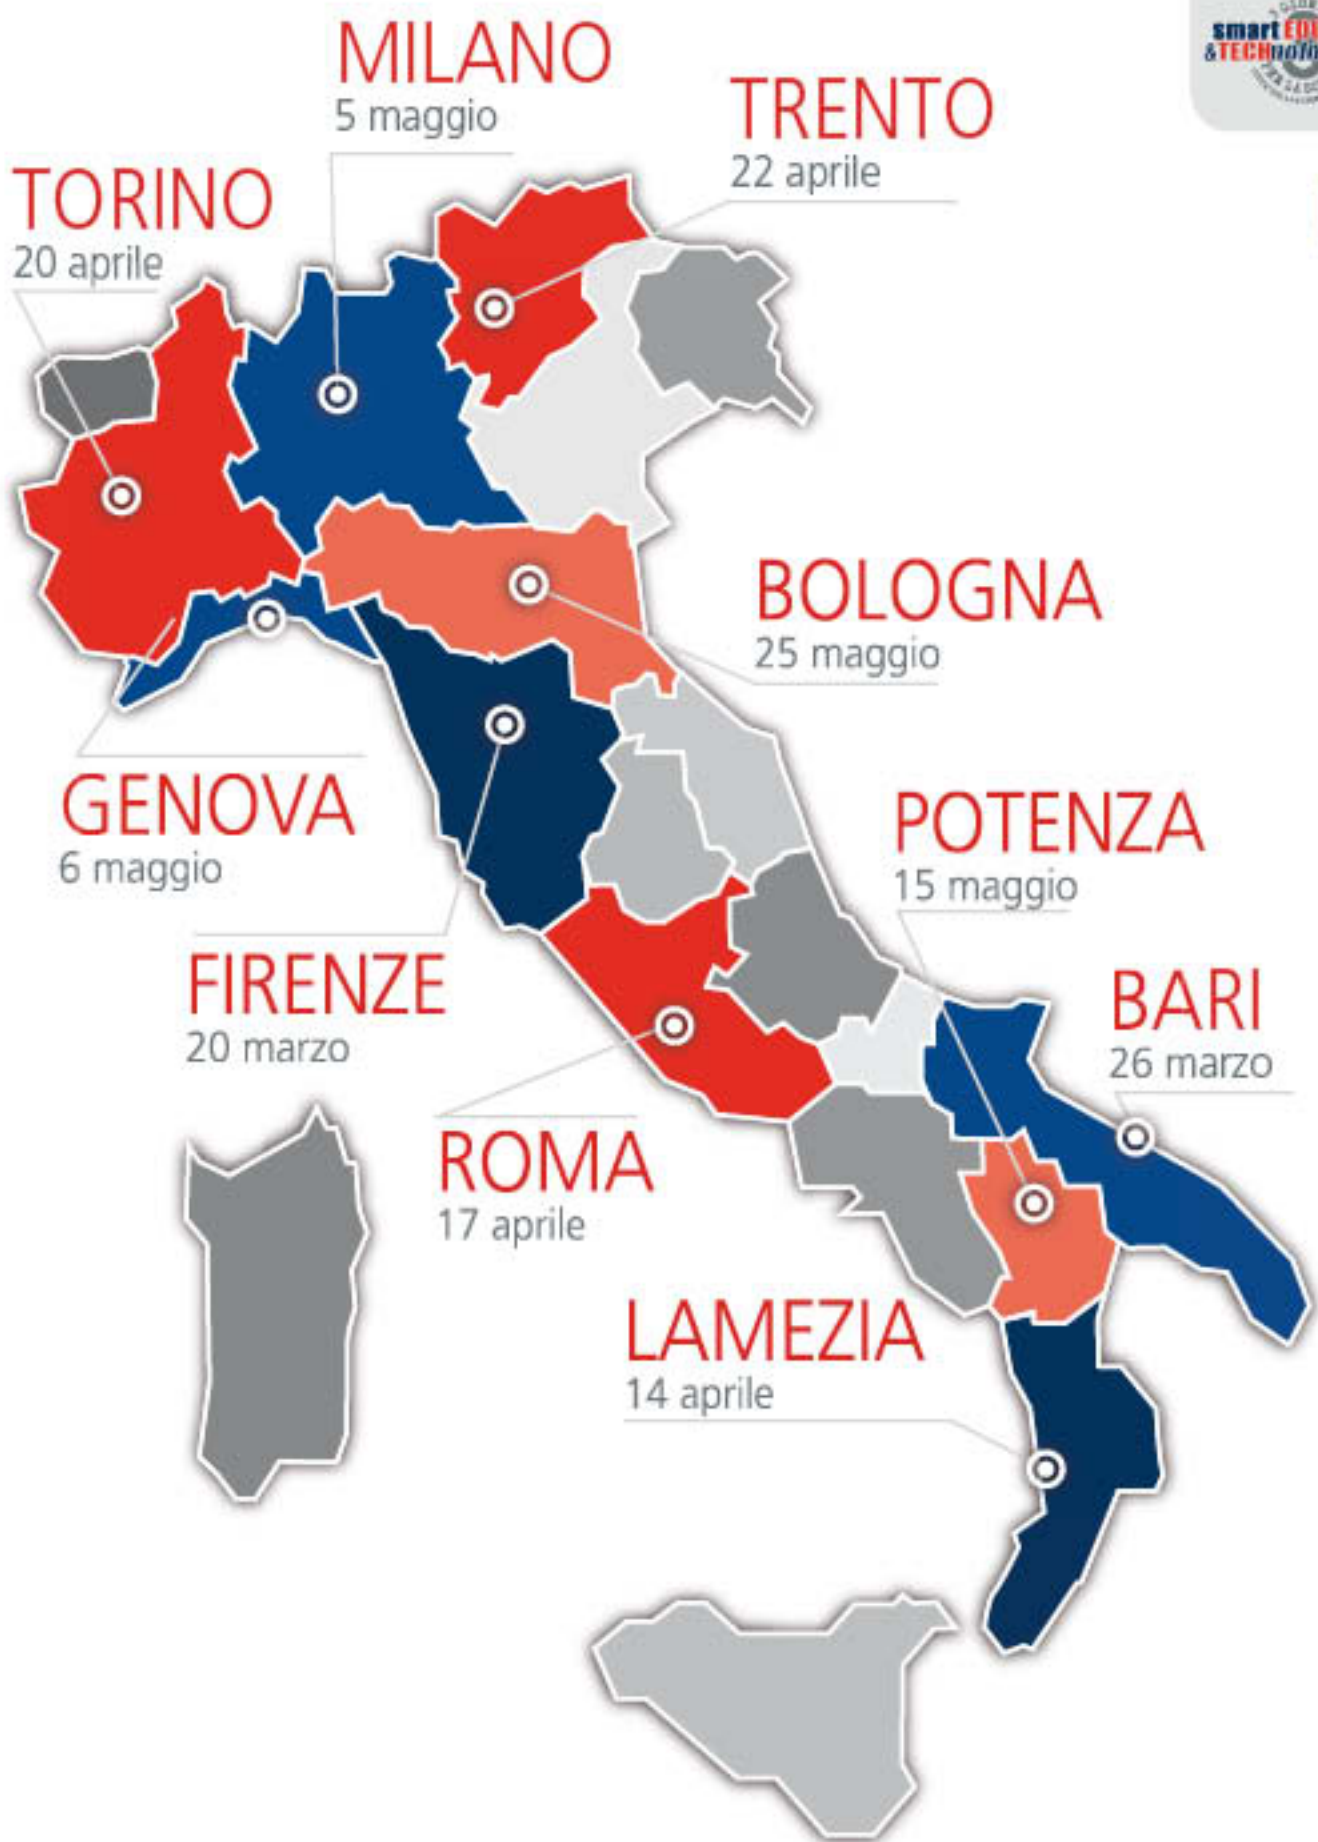 MILANO
5 maggio
TRENTO
22 aprile
TORINO
20 aprile
BOLOGNA
25 maggio
GENOVA
6 maggio
POTENZA
15 maggio
FIRENZE
20 marzo
BARI
26 marzo
ROMA
17 aprile
LAMEZIA
14 aprile
smart